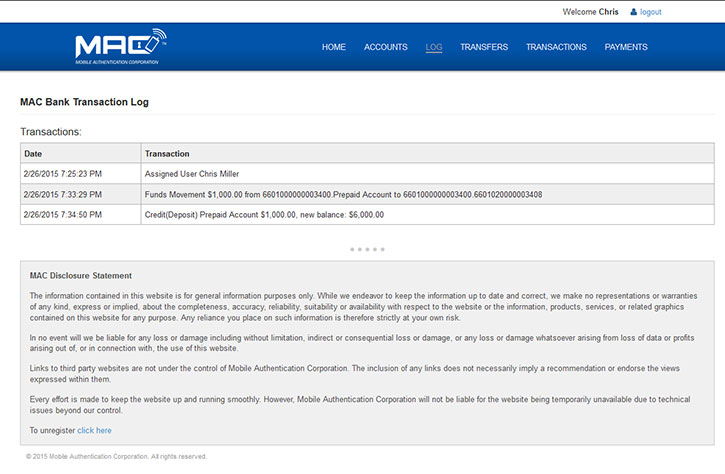 Welcome Chris logout
MAC™
MOBILE AUTHENTICATION CORPORATION
HOME ACCOUNTS LOG TRANSFERS TRANSACTIONS PAYMENTS
MAC Bank Transaction Log
Transactions:
Date Transaction
2/26/2015 7:25:23 PM Assigned User Chris Miller
2/26/2015 7:33:29 PM Funds Movement $1,000.00 from 6601000000003400.Prepaid Account to 6601000000003400.6601020000003408
2/26/2015 7:34:50 PM Credit(Deposit) Prepaid Account $1,000.00, new balance: $6,000.00
MAC Disclosure Statement
The information contained in this website is for general information purposes only. While we endeavor to keep the information up to date and correct, we make no representations or warranties
of any kind, express or implied, about the completeness, accuracy, reliability, suitability or availability with respect to the website or the information, products, services, or related graphics
contained on this website for any purpose. Any reliance you place on such information is therefore strictly at your own risk.
In no event will we be liable for any loss or damage including without limitation, indirect or consequential loss or damage, or any loss or damage whatsoever arising from loss of data or profits
arising out of, or in connection with, the use of this website.
Links to third party websites are not under the control of Mobile Authentication Corporation. The inclusion of any links does not necessarily imply a recommendation or endorse the views
expressed within them.
Every effort is made to keep the website up and running smoothly. However, Mobile Authentication Corporation will not be liable for the website being temporarily unavailable due to technical
issues beyond our control.
To unregister click here
© 2015 Mobile Authentication Corporation. All rights reserved.